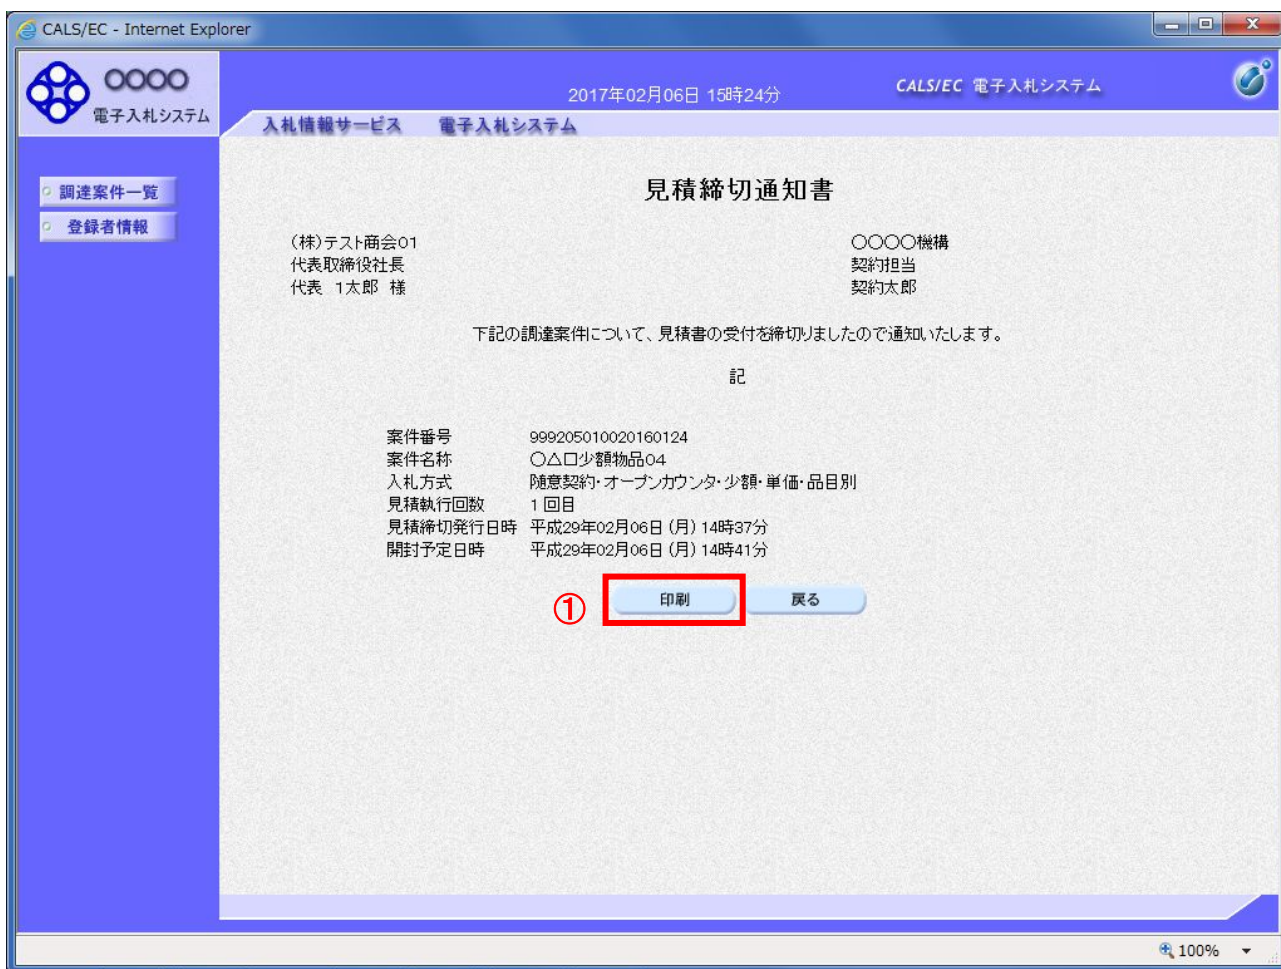 CALS/EC - Internet Explorer
○○○○
電子入札システム
2017年02月06日 15時24分
CALS/EC 電子入札システム
入札情報サービス 電子入札システム
調達案件一覧
登録者情報
見積締切通知書
(株)テスト商会01
代表取締役社長
代表 1太郎 様
○○○○機構
契約担当
契約太郎
下記の調達案件について、見積書の受付を締切りましたので通知いたします。
記
案件番号 999205010020160124
案件名称 ○△□少額物品04
入札方式 随意契約・オープンカウンタ・少額・単価・品目別
見積執行回数 1回目
見積締切発行日時 平成29年02月06日(月)14時37分
開封予定日時 平成29年02月06日(月)14時41分
① 印刷 戻る
100%